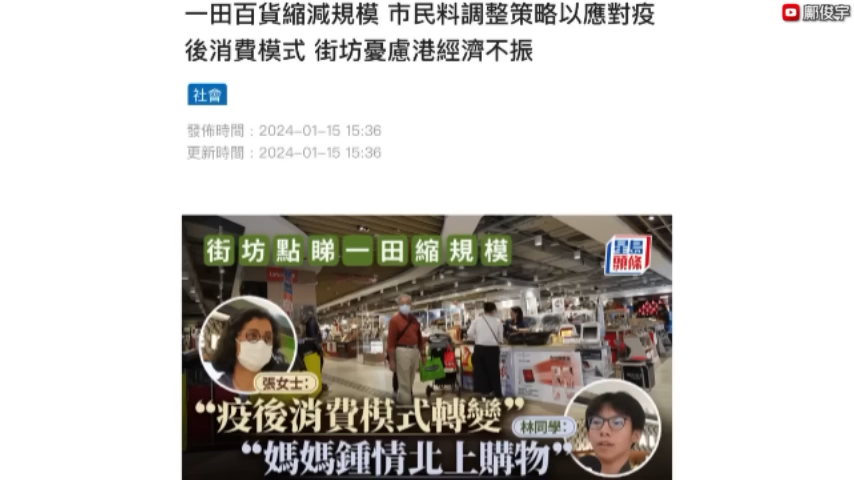 鄺俊宇
一田百貨縮減規模 市民料調整策略以應對疫
後消費模式 街坊憂慮港經濟不振
社會
發佈時間：2024-01-15 15:36
更新時間：2024-01-15 15:36
街坊點睇一田縮規模
星島
頭條
張女士：
“疫後消費模式轉變”
林同學：
“媽媽鍾情北上購物”